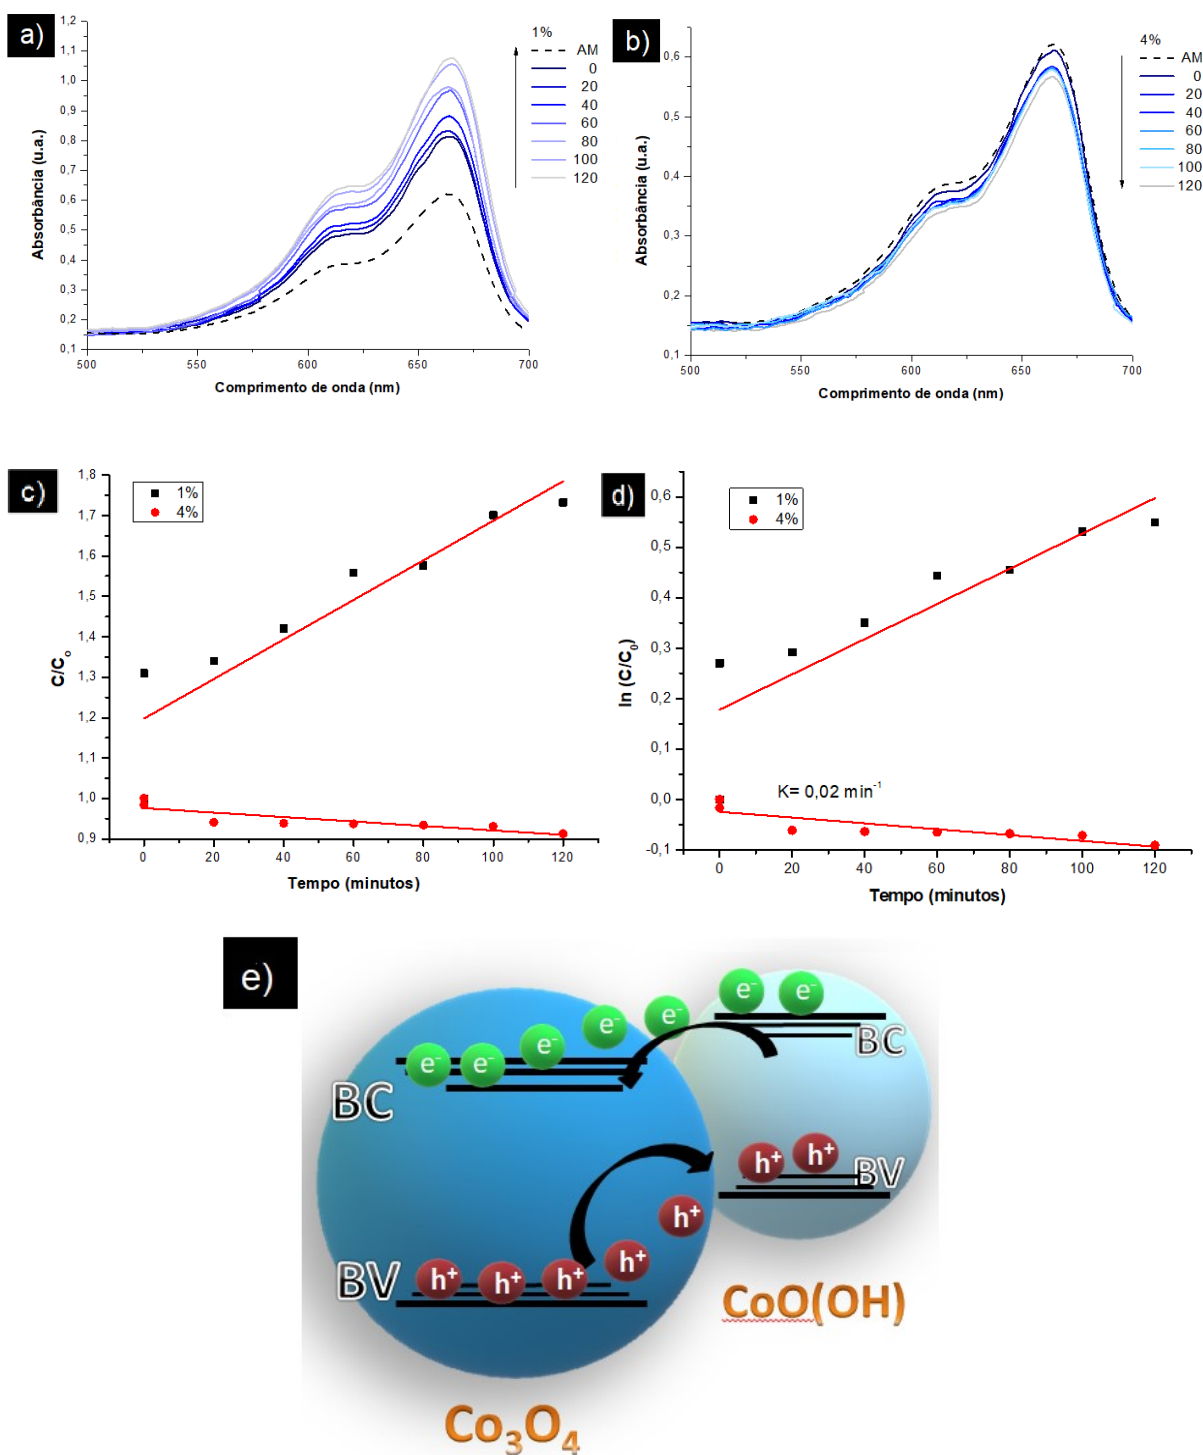 a)
1%
AM
0
20
40
60
80
100
120
1,2
1,1
1,0
0,9
0,8
0,7
0,6
0,5
0,4
0,3
0,2
0,1
Absorbância (u.a.)
500
550
600
650
700
Comprimento de onda (nm)
b)
4%
AM
0
20
40
60
80
100
120
0,6
0,5
0,4
0,3
0,2
0,1
Absorbância (u.a.)
500
550
600
650
700
Comprimento de onda (nm)
c)
1%
4%
1,8
1,7
1,6
1,5
1,4
1,3
1,2
1,1
1,0
0,9
C/Co
0
20
40
60
80
100
120
Tempo (minutos)
d)
1%
4%
0,6
0,5
0,4
0,3
0,2
0,1
0,0
-0,1
ln (C/C0)
K= 0,02 min-1
0
20
40
60
80
100
120
Tempo (minutos)
e)
e-
e-
e-
e-
e-
e-
e-
BC
BC
h+
h+
BV
h+
h+
h+
h+
h+
BV
CoO(OH)
Co3O4